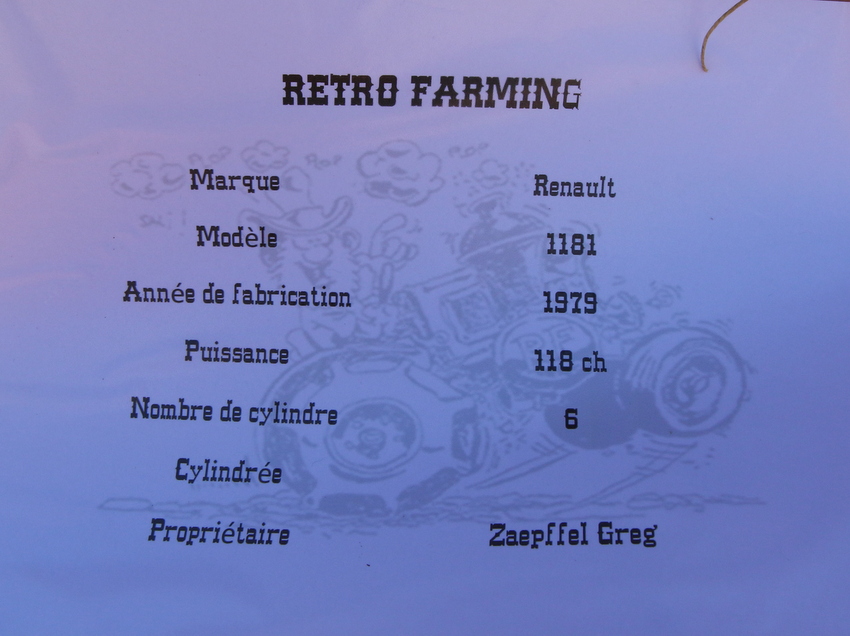 RETRO FARMING
Marque Renault
Modèle 1181
Année de fabrication 1979
Puissance 118 ch
Nombre de cylindre 6
Cylindrée
Propriétaire Zaepffel Greg